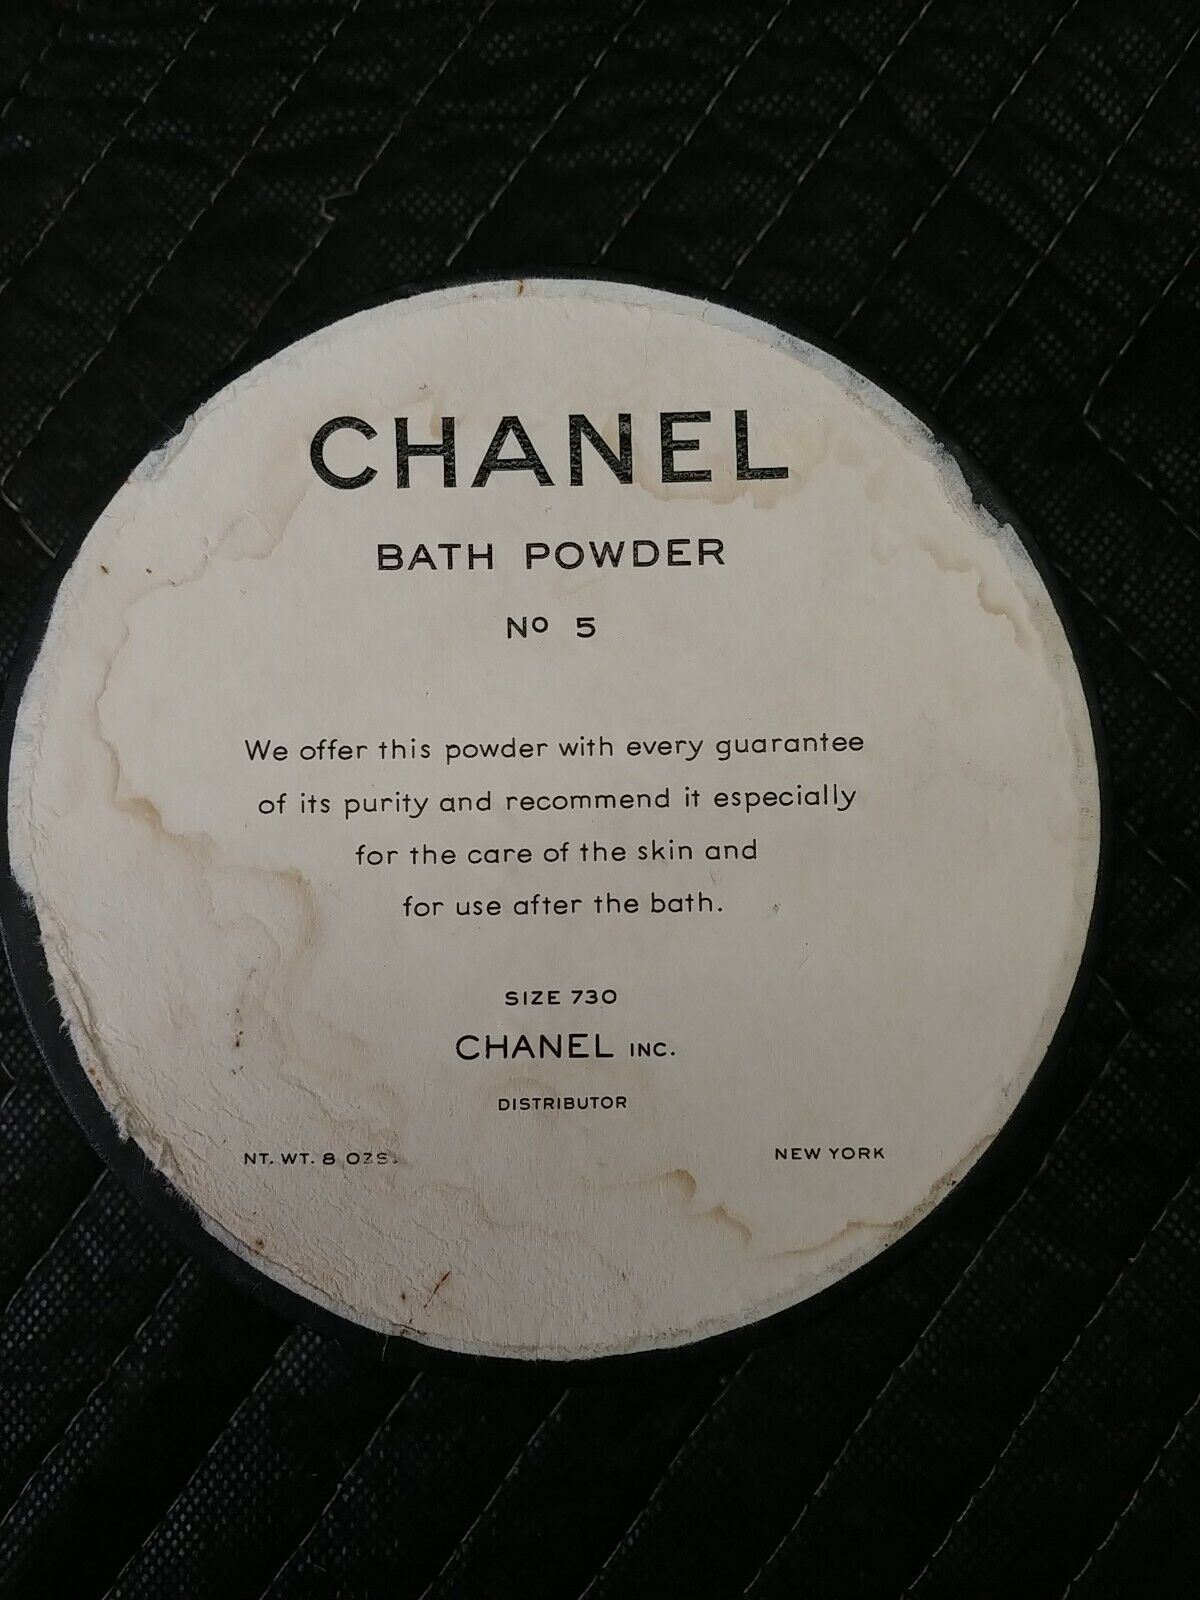 CHANEL
BATH POWDER
Nº 5
We offer this powder with every guarantee
of its purity and recommend it especially
for the care of the skin and
for use after the bath.
SIZE 730
CHANEL INC.
DISTRIBUTOR
NT. WT. 8 OZS. NEW YORK